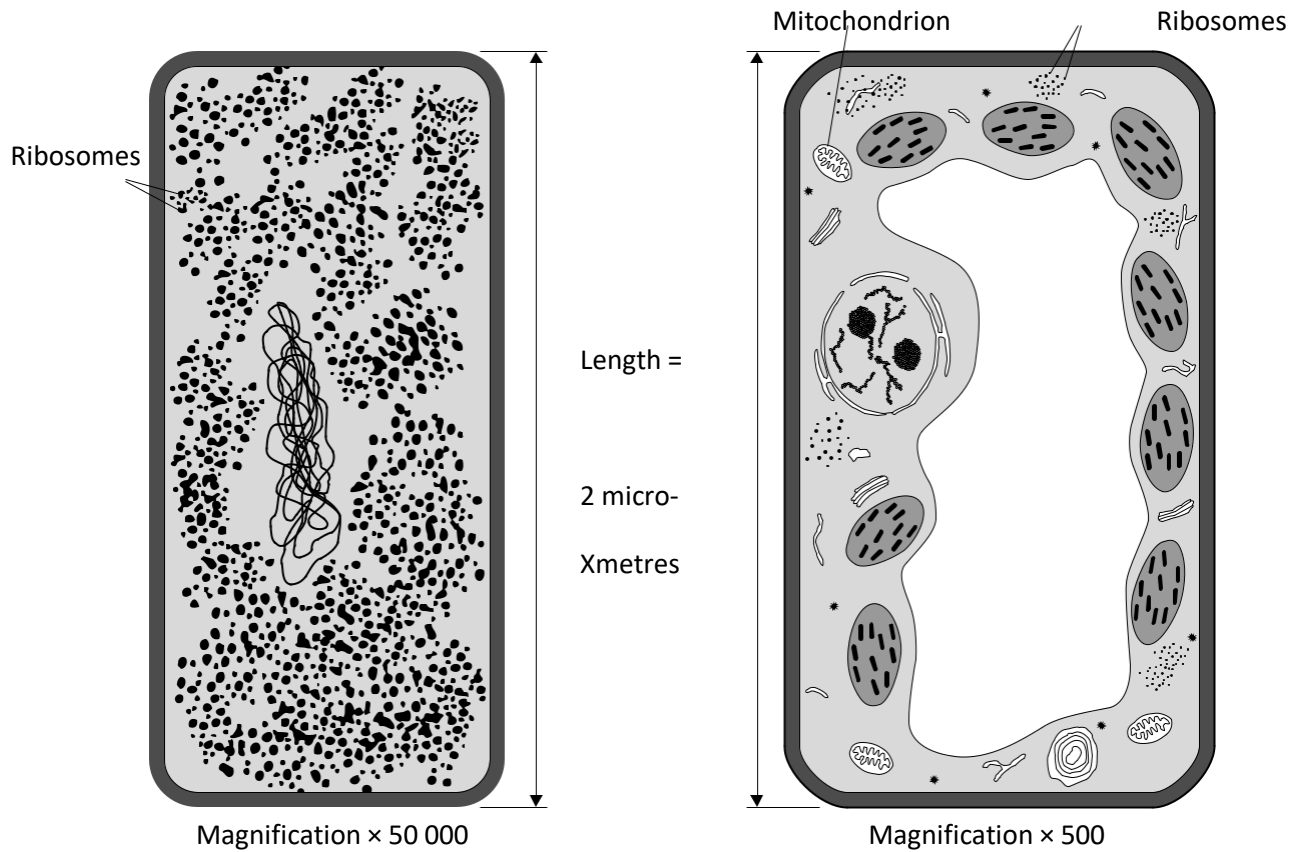 Mitochondrion
Ribosomes
Ribosomes
Length =
2 micro-
Xmetres
Magnification × 50 000
Magnification × 500